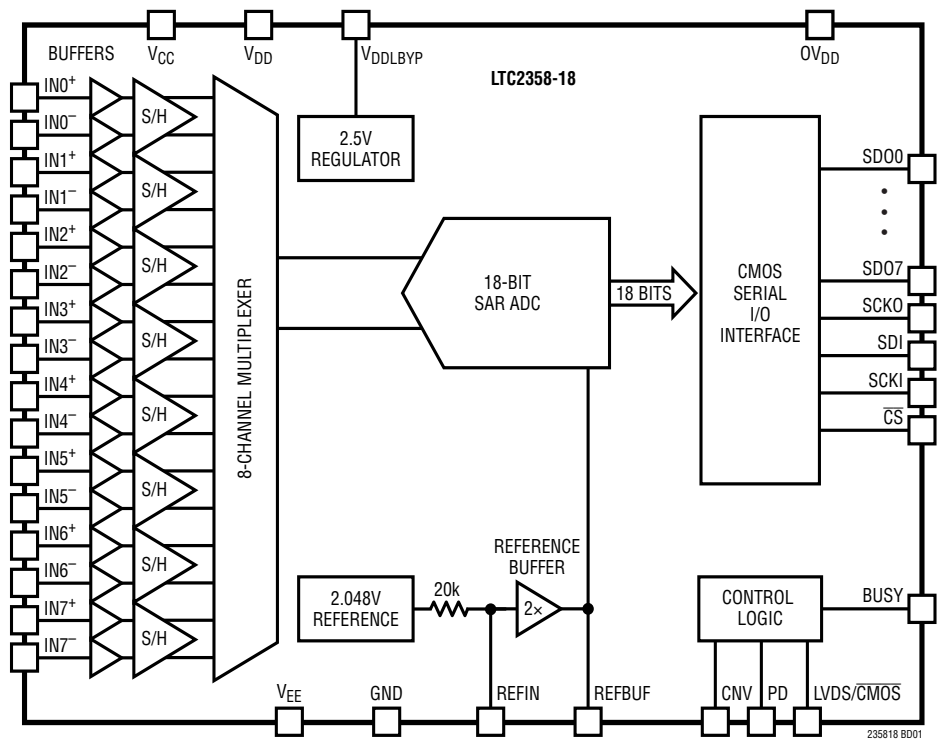 BUFFERS
VCC
VDD
VDDLBYP
OVDD
LTC2358-18
IN0+
IN0–
IN1+
IN1–
IN2+
IN2–
IN3+
IN3–
IN4+
IN4–
IN5+
IN5–
IN6+
IN6–
IN7+
IN7–
S/H
S/H
S/H
S/H
S/H
S/H
S/H
S/H
8-CHANNEL MULTIPLEXER
2.5V
REGULATOR
18-BIT
SAR ADC
18 BITS
CMOS
SERIAL
I/O
INTERFACE
SDO0
•
•
•
SDO7
SCKO
SDI
SCKI
CS
REFERENCE
BUFFER
2.048V
REFERENCE
20k
2×
CONTROL
LOGIC
BUSY
VEE
GND
REFIN
REFBUF
CNV
PD
LVDS/CMOS
235818 BD01